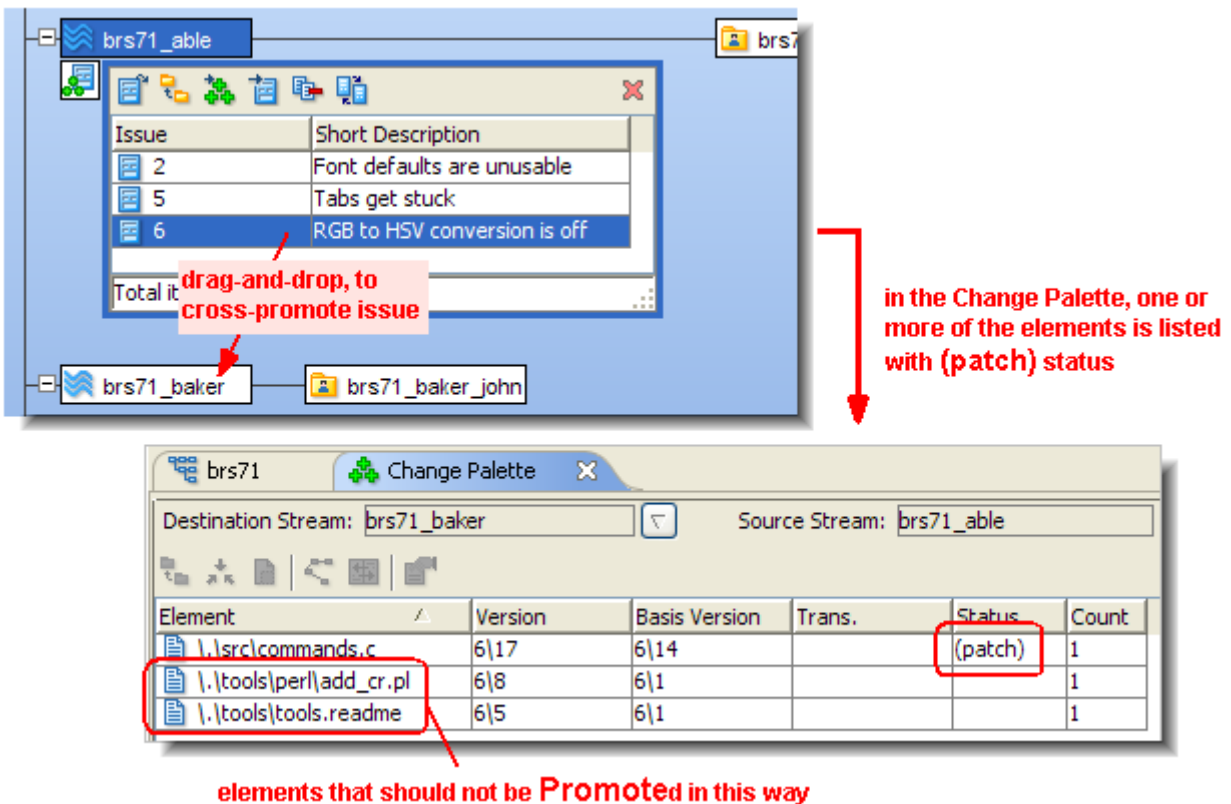 brs71_able
brs7
Issue Short Description
2 Font defaults are unusable
5 Tabs get stuck
6 RGB to HSV conversion is off
drag-and-drop, to
cross-promote issue
Total it
brs71_baker brs71_baker_john
in the Change Palette, one or
more of the elements is listed
with (patch) status
brs71 Change Palette
Destination Stream: brs71_baker Source Stream: brs71_able
Element Version Basis Version Trans. Status Count
\.\src\commands.c 6\17 6\14 (patch) 1
\.\tools\perl\add_cr.pl 6\8 6\1 1
\.\tools\tools.readme 6\5 6\1 1
elements that should not be Promoted in this way